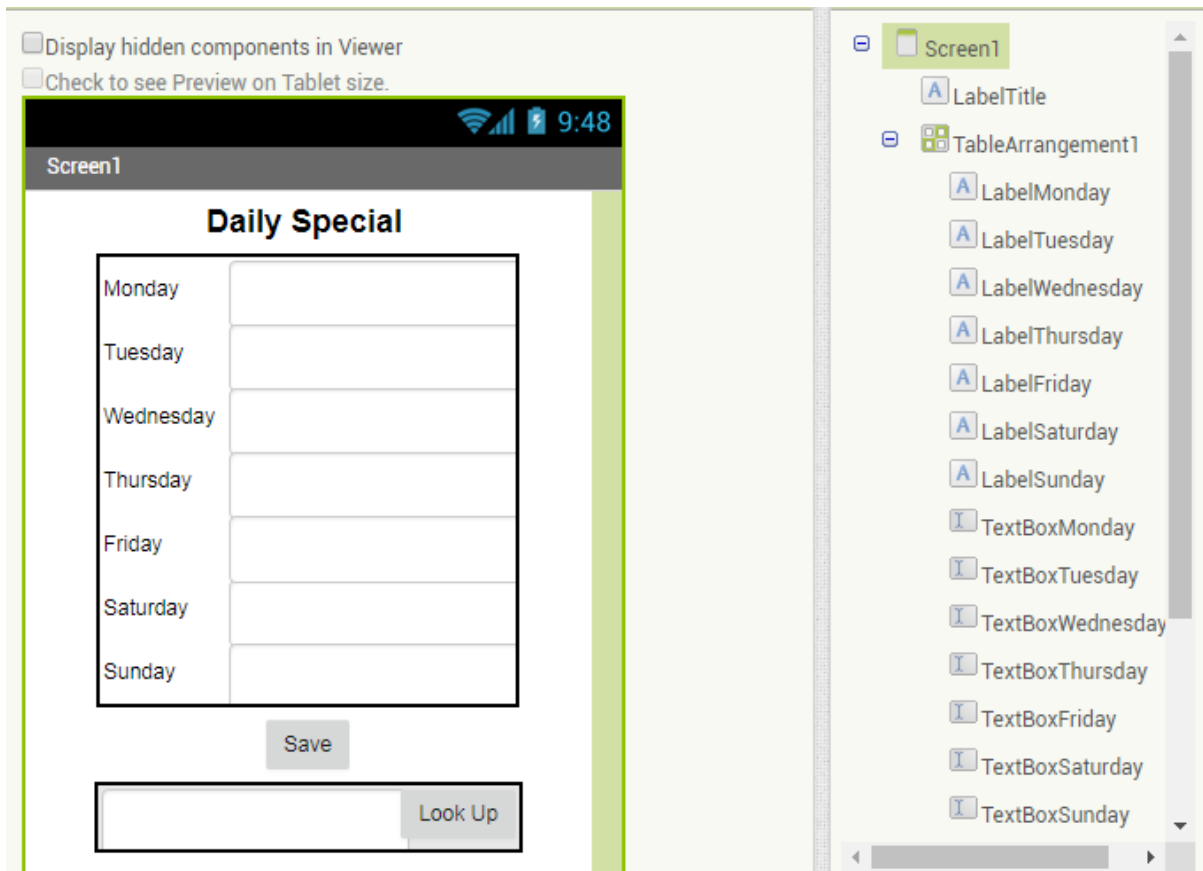 Display hidden components in Viewer
Check to see Preview on Tablet size.
9:48
Screen1
Daily Special
Monday
Tuesday
Wednesday
Thursday
Friday
Saturday
Sunday
Save
Look Up
Screen1
A LabelTitle
TableArrangement1
A LabelMonday
A LabelTuesday
A LabelWednesday
A LabelThursday
A LabelFriday
A LabelSaturday
A LabelSunday
TextBoxMonday
TextBoxTuesday
TextBoxWednesday
TextBoxThursday
TextBoxFriday
TextBoxSaturday
TextBoxSunday